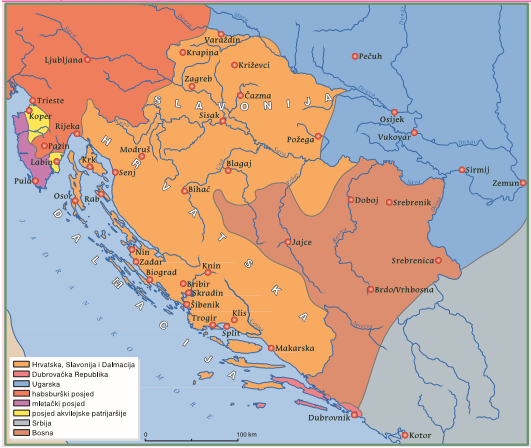 Varaždin
Krapina
Pečuh
Ljubljana
Križevci
Zagreb
Čazma
Trieste
SLAVONIJA
Koper
Sisak
Osijek
Rijeka
Vukovar
Požega
Pazin
Modruš
Labin
Krk
Blagaj
Sirmij
Senj
Pula
Zemun
Bihać
Osor
Rab
Doboj
Srebrenik
HRVATSKA
DALMACIJA
Jajce
Nin
Zadar
Srebrenica
Knin
Biograd
Bribir
Brdo/Vrhbosna
Skradin
Šibenik
Klis
Trogir
Split
JADRANSKO MORE
Makarska
Hrvatska, Slavonija i Dalmacija
Dubrovačka Republika
Ugarska
habsburški posjed
mletački posjed
posjed akvilejske patrijaršije
Srbija
Bosna
Dubrovnik
Kotor
0 100 km